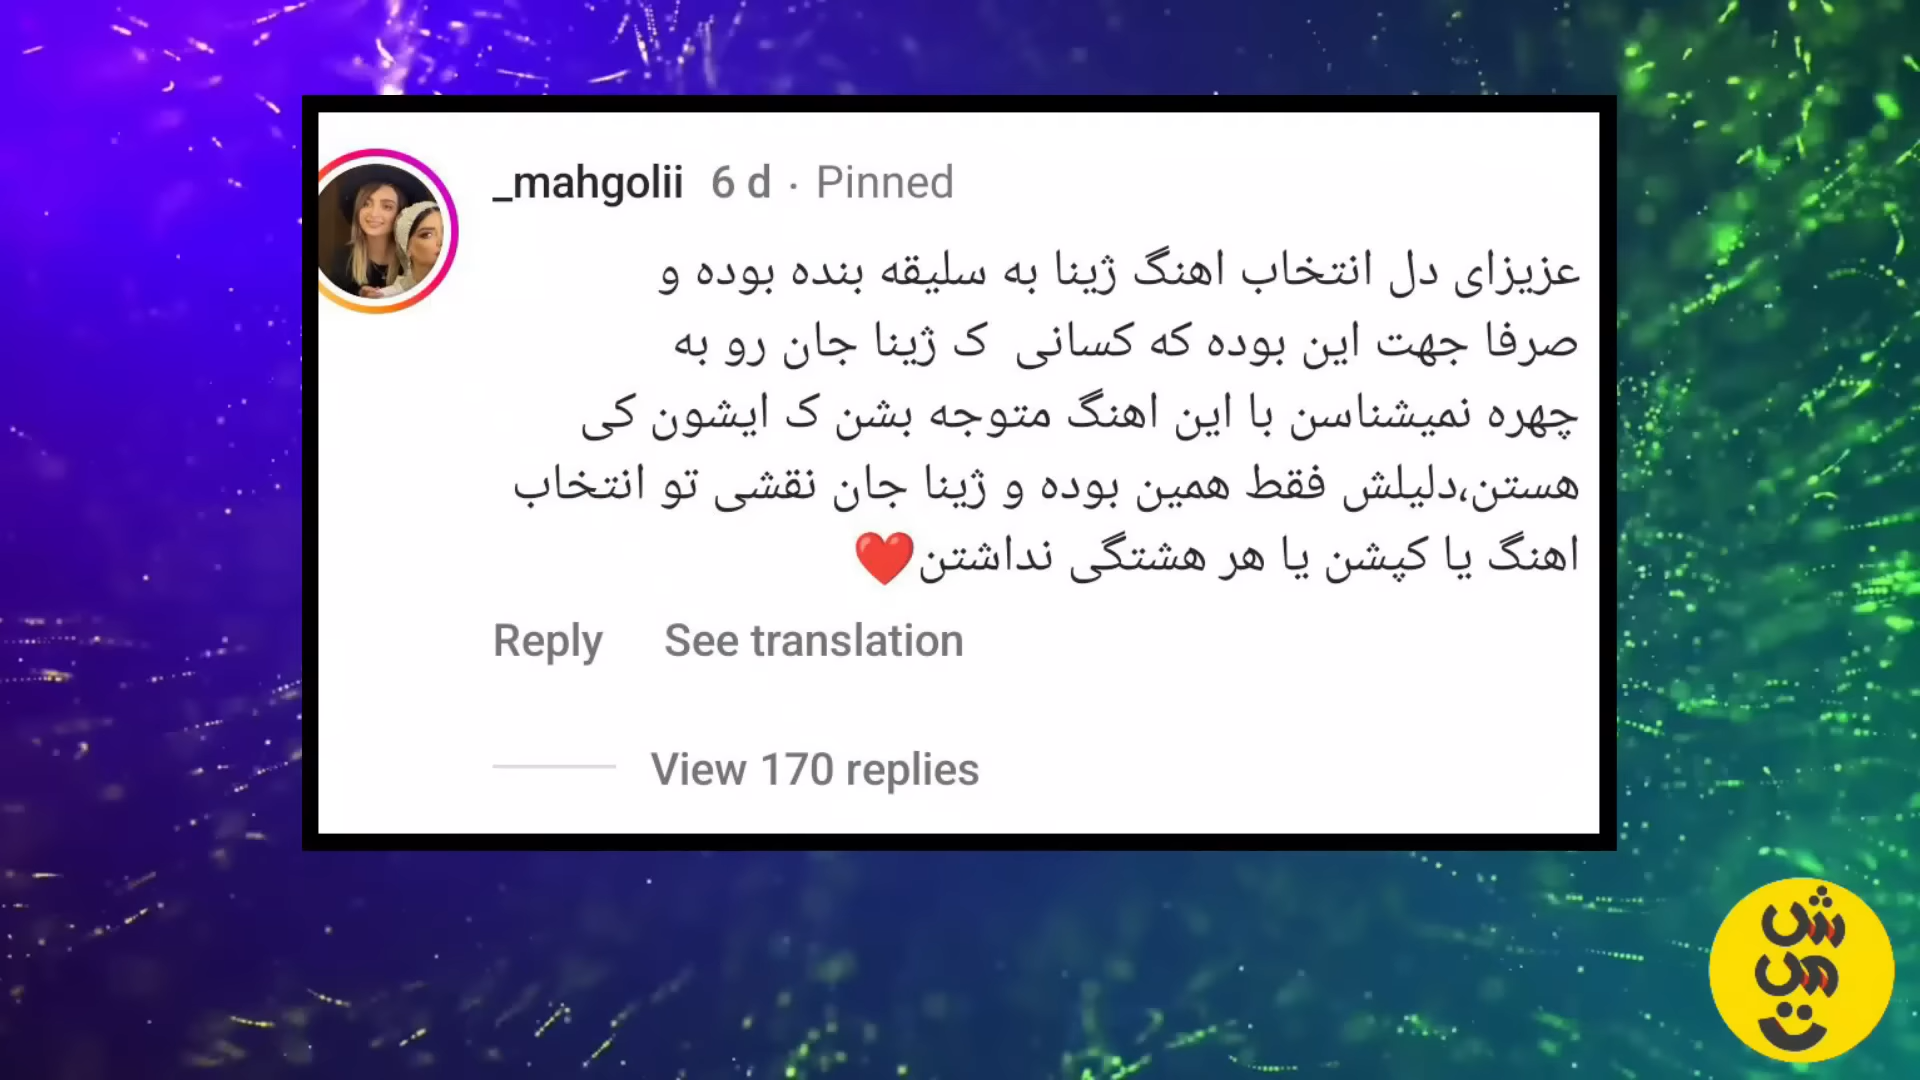 _mahgolii 6 d · Pinned
عزیزای دل انتخاب اهنگ ژینا به سلیقه بنده بوده و
صرفا جهت این بوده که کسانی ک ژینا جان رو به
چهره نمیشناسن با این اهنگ متوجه بشن ک ایشون کی
هستن،دلیلش فقط همین بوده و ژینا جان نقشی تو انتخاب
اهنگ یا کپشن یا هر هشتگی نداشتن❤️
Reply See translation
View 170 replies